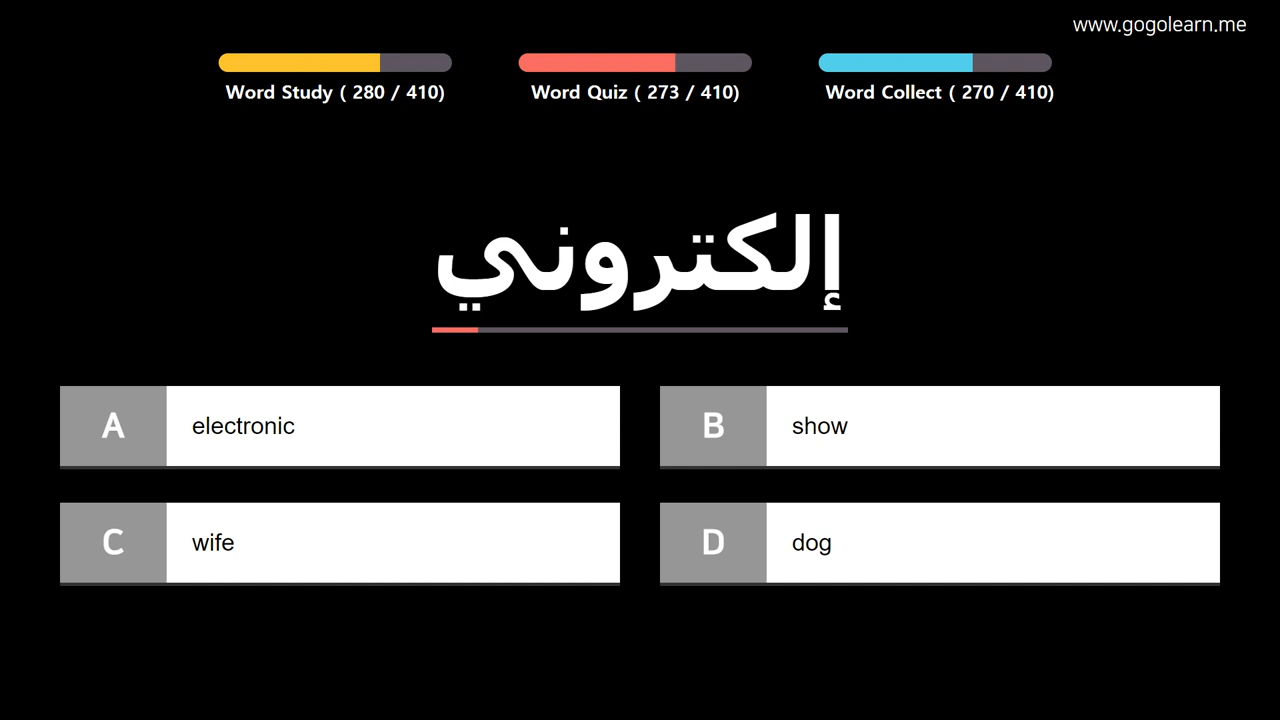 www.gogolearn.me
Word Study ( 280 / 410)
Word Quiz ( 273 / 410)
Word Collect ( 270 / 410)
إلكتروني
A electronic
B show
C wife
D dog